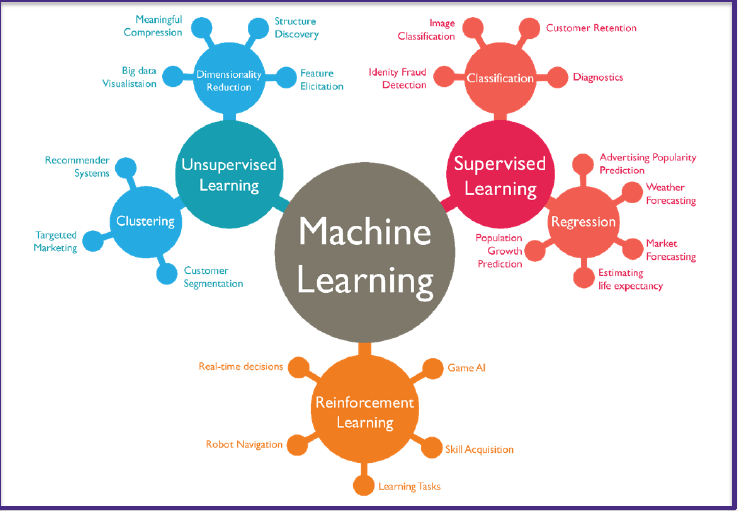 Meaningful
Compression
Structure
Discovery
Big data
Visualistaion
Dimensionality
Reduction
Feature
Elicitation
Unsupervised
Learning
Recommender
Systems
Clustering
Targetted
Marketing
Customer
Segmentation
Image
Classification
Customer Retention
Idenity Fraud
Detection
Classification
Diagnostics
Supervised
Learning
Advertising Popularity
Prediction
Weather
Forecasting
Regression
Population
Growth
Prediction
Market
Forecasting
Estimating
life expectancy
Machine
Learning
Real-time decisions
Game AI
Reinforcement
Learning
Robot Navigation
Skill Acquisition
Learning Tasks